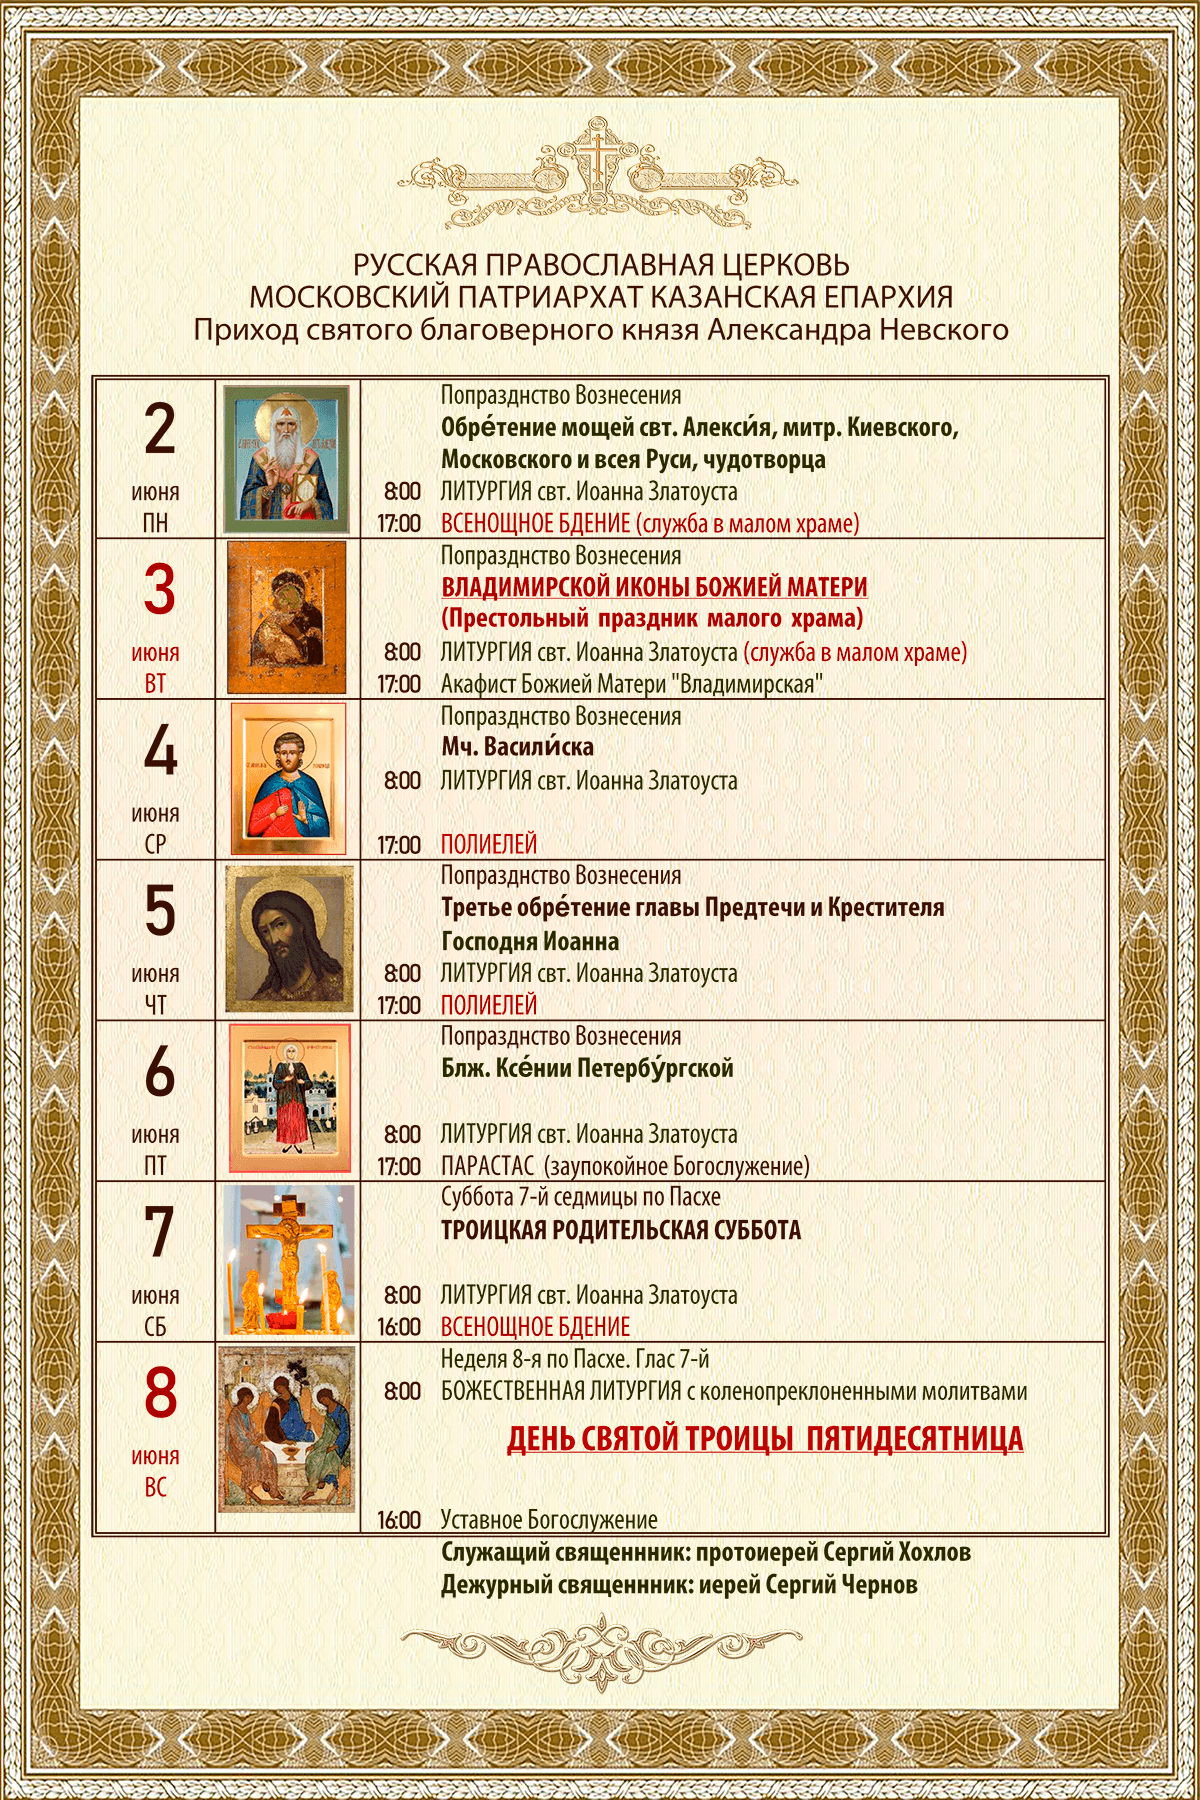 РУССКАЯ ПРАВОСЛАВНАЯ ЦЕРКОВЬ
МОСКОВСКИЙ ПАТРИАРХАТ КАЗАНСКАЯ ЕПАРХИЯ
Приход святого благоверного князя Александра Невского
2
июня
ПН
Попразднство Вознесения
Обре́тение мощей свт. Алекси́я, митр. Киевского,
Московского и всея Руси, чудотворца
8:00 ЛИТУРГИЯ свт. Иоанна Златоуста
17:00 ВСЕНОЩНОЕ БДЕНИЕ (служба в малом храме)
3
июня
ВТ
Попразднство Вознесения
ВЛАДИМИРСКОЙ ИКОНЫ БОЖИЕЙ МАТЕРИ
(Престольный праздник малого храма)
8:00 ЛИТУРГИЯ свт. Иоанна Златоуста (служба в малом храме)
17:00 Акафист Божией Матери "Владимирская"
4
июня
СР
Попразднство Вознесения
Мч. Васили́ска
8:00 ЛИТУРГИЯ свт. Иоанна Златоуста
17:00 ПОЛИЕЛЕЙ
5
июня
ЧТ
Попразднство Вознесения
Третье обре́тение главы Предтечи и Крестителя
Господня Иоанна
8:00 ЛИТУРГИЯ свт. Иоанна Златоуста
17:00 ПОЛИЕЛЕЙ
6
июня
ПТ
Попразднство Вознесения
Блж. Ксе́нии Петербу́ргской
8:00 ЛИТУРГИЯ свт. Иоанна Златоуста
17:00 ПАРАСТАС (заупокойное Богослужение)
7
июня
СБ
Суббота 7-й седмицы по Пасхе
ТРОИЦКАЯ РОДИТЕЛЬСКАЯ СУББОТА
8:00 ЛИТУРГИЯ свт. Иоанна Златоуста
16:00 ВСЕНОЩНОЕ БДЕНИЕ
8
июня
ВС
Неделя 8-я по Пасхе. Глас 7-й
8:00 БОЖЕСТВЕННАЯ ЛИТУРГИЯ с коленопреклоненными молитвами
ДЕНЬ СВЯТОЙ ТРОИЦЫ ПЯТИДЕСЯТНИЦА
16:00 Уставное Богослужение
Служащий священнник: протоиерей Сергий Хохлов
Дежурный священнник: иерей Сергий Чернов